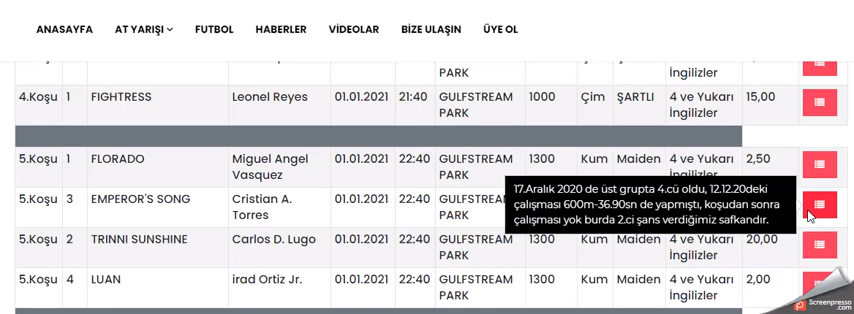 ANASAYFA AT YARIŞI FUTBOL HABERLER VİDEOLAR BİZE ULAŞIN ÜYE OL
PARK İngilizler
4.Koşu 1 FIGHTRESS Leonel Reyes 01.01.2021 21:40 GULFSTREAM 1000 Çim ŞARTLI 4 ve Yukarı 15,00
PARK İngilizler
5.Koşu 1 FLORADO Miguel Angel 01.01.2021 22:40 GULFSTREAM 1300 Kum Maiden 4 ve Yukarı 2,50
Vasquez
17.Aralık 2020 de üst grupta 4.cü oldu, 12.12.20deki
çalışması 600m-36.90sn de yapmıştı, koşudan sonra
çalışması yok burda 2.ci şans verdiğimiz safkandır.
5.Koşu 3 EMPEROR'S SONG Cristian A. 01.01.2021 22:40
Torres
5.Koşu 2 TRINNI SUNSHINE Carlos D. Lugo 01.01.2021 22:40 GULFSTREAM 1300 Kum Maiden 4 ve Yukarı 20,00
PARK İngilizler
5.Koşu 4 LUAN irad Ortiz Jr. 01.01.2021 22:40 GULFSTREAM 1300 Kum Maiden 4 ve Yukarı 2,00
PARK İngilizler
Screenpresso
.com